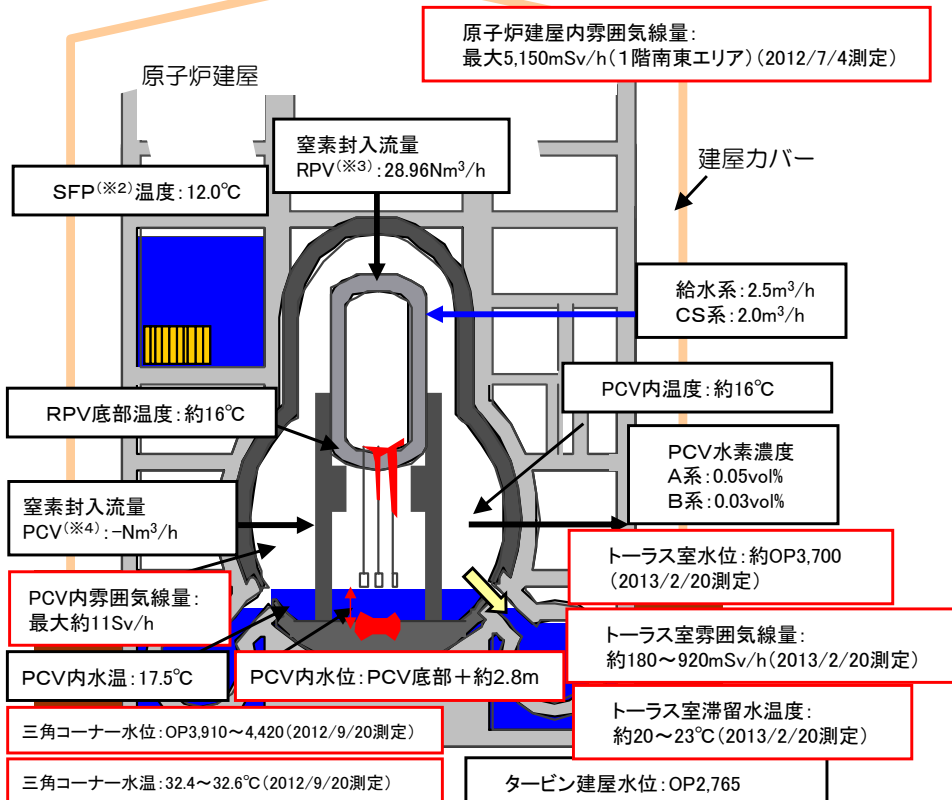 原子炉建屋内雰囲気線量：
最大5,150mSv/h（1階南東エリア）（2012/7/4測定）
原子炉建屋
窒素封入流量
RPV(※3)：28.96Nm3/h
建屋カバー
SFP(※2)温度：12.0℃
給水系：2.5m3/h
CS系：2.0m3/h
PCV内温度：約16℃
RPV底部温度：約16℃
PCV水素濃度
A系：0.05vol%
B系：0.03vol%
窒素封入流量
PCV(※4)：-Nm3/h
トーラス室水位：約OP3,700
（2013/2/20測定）
PCV内雰囲気線量：
最大約11Sv/h
トーラス室雰囲気線量：
約180～920mSv/h（2013/2/20測定）
PCV内水温：17.5℃
PCV内水位：PCV底部＋約2.8m
トーラス室滞留水温度：
約20～23℃（2013/2/20測定）
三角コーナー水位：OP3,910～4,420（2012/9/20測定）
三角コーナー水温：32.4～32.6℃（2012/9/20測定）
タービン建屋水位：OP2,765